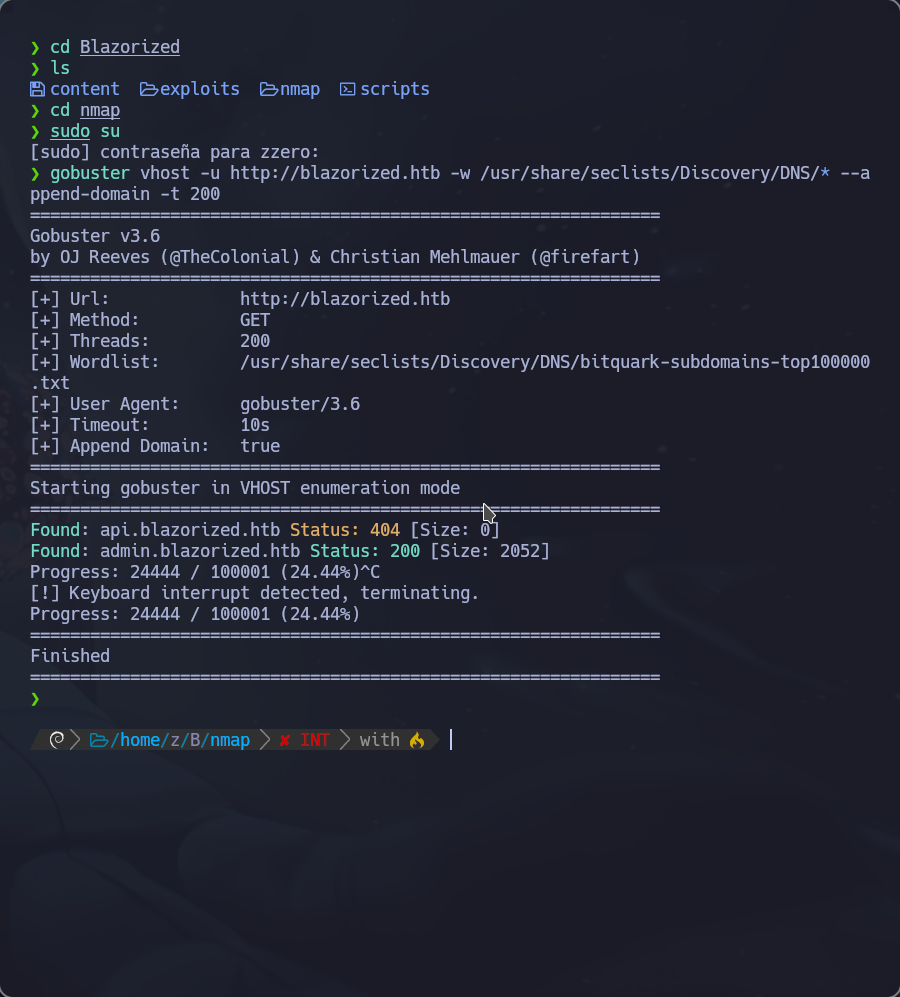 ❯ cd Blazorized
❯ ls
content exploits nmap scripts
❯ cd nmap
❯ sudo su
[sudo] contraseña para zzero:
❯ gobuster vhost -u http://blazorized.htb -w /usr/share/seclists/Discovery/DNS/* --a
ppend-domain -t 200
===============================================================
Gobuster v3.6
by OJ Reeves (@TheColonial) & Christian Mehlmauer (@firefart)
===============================================================
[+] Url:             http://blazorized.htb
[+] Method:          GET
[+] Threads:         200
[+] Wordlist:        /usr/share/seclists/Discovery/DNS/bitquark-subdomains-top100000
.txt
[+] User Agent:      gobuster/3.6
[+] Timeout:         10s
[+] Append Domain:   true
===============================================================
Starting gobuster in VHOST enumeration mode
===============================================================
Found: api.blazorized.htb Status: 404 [Size: 0]
Found: admin.blazorized.htb Status: 200 [Size: 2052]
Progress: 24444 / 100001 (24.44%)^C
[!] Keyboard interrupt detected, terminating.
Progress: 24444 / 100001 (24.44%)
===============================================================
Finished
===============================================================
❯
/home/z/B/nmap ✘ INT with 🔥